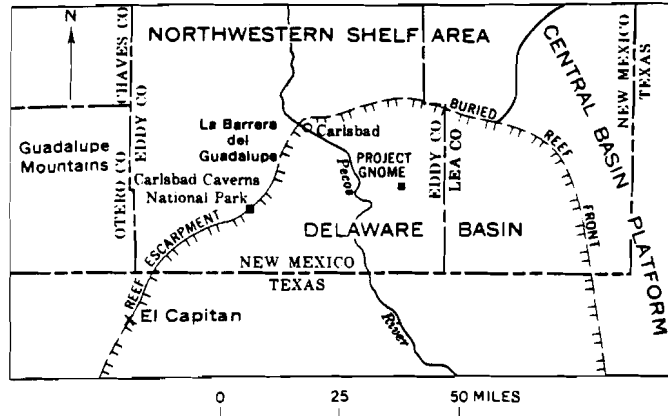 N
NORTHWESTERN SHELF AREA
CHAVES CO
EDDY CO
OTERO CO
Guadalupe
Mountains
La Barrera
del
Guadalupe
Carlsbad
Carlsbad Caverns
National Park
Pecos
River
PROJECT
GNOME
EDDY CO
LEA CO
BURIED
REEF
FRONT
CENTRAL BASIN PLATFORM
NEW MEXICO
TEXAS
DELAWARE BASIN
REEF ESCARPMENT
NEW MEXICO
TEXAS
El Capitan
0 25 50 MILES